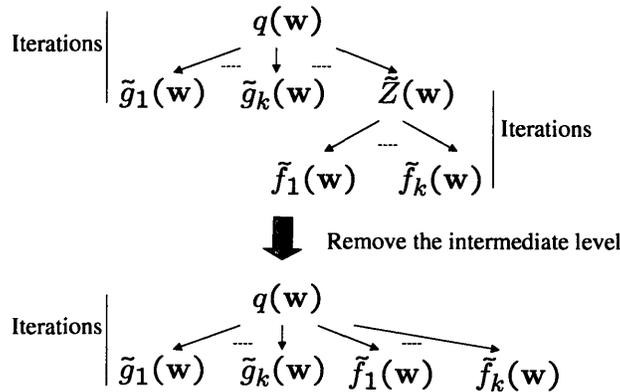 q(w)
Iterations
g̃₁(w) ---- g̃ₖ(w) ---- Z̃(w)
Iterations
f̃₁(w) ---- f̃ₖ(w)
Remove the intermediate level
q(w)
Iterations
g̃₁(w) ---- g̃ₖ(w) f̃₁(w) ---- f̃ₖ(w)